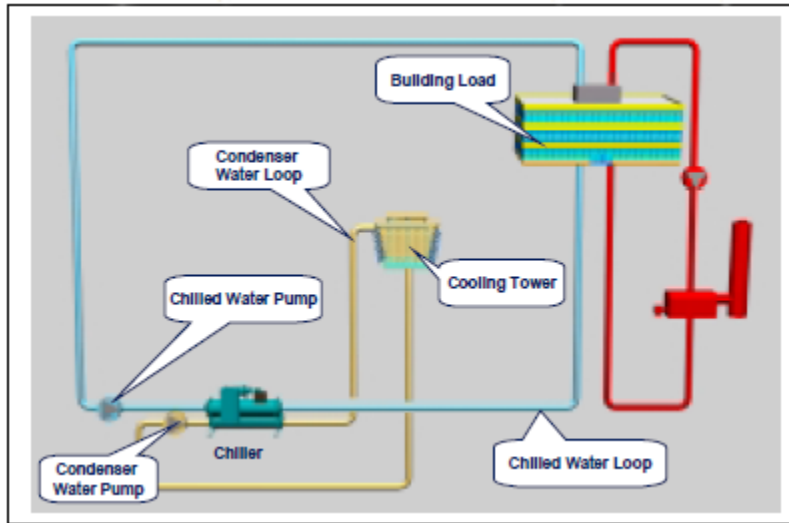 Building Load
Condenser
Water Loop
Cooling Tower
Chilled Water Pump
Chiller
Condenser
Water Pump
Chilled Water Loop